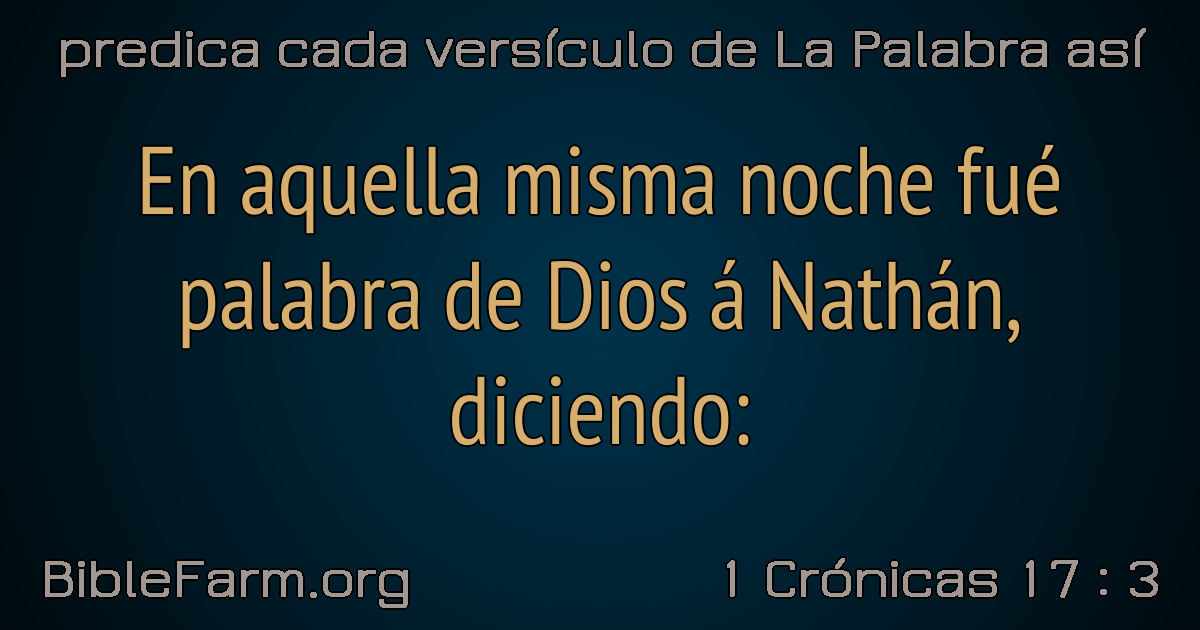 predica cada versículo de La Palabra así
En aquella misma noche fué
palabra de Dios á Nathán,
diciendo:
BibleFarm.org
1 Crónicas 17 : 3